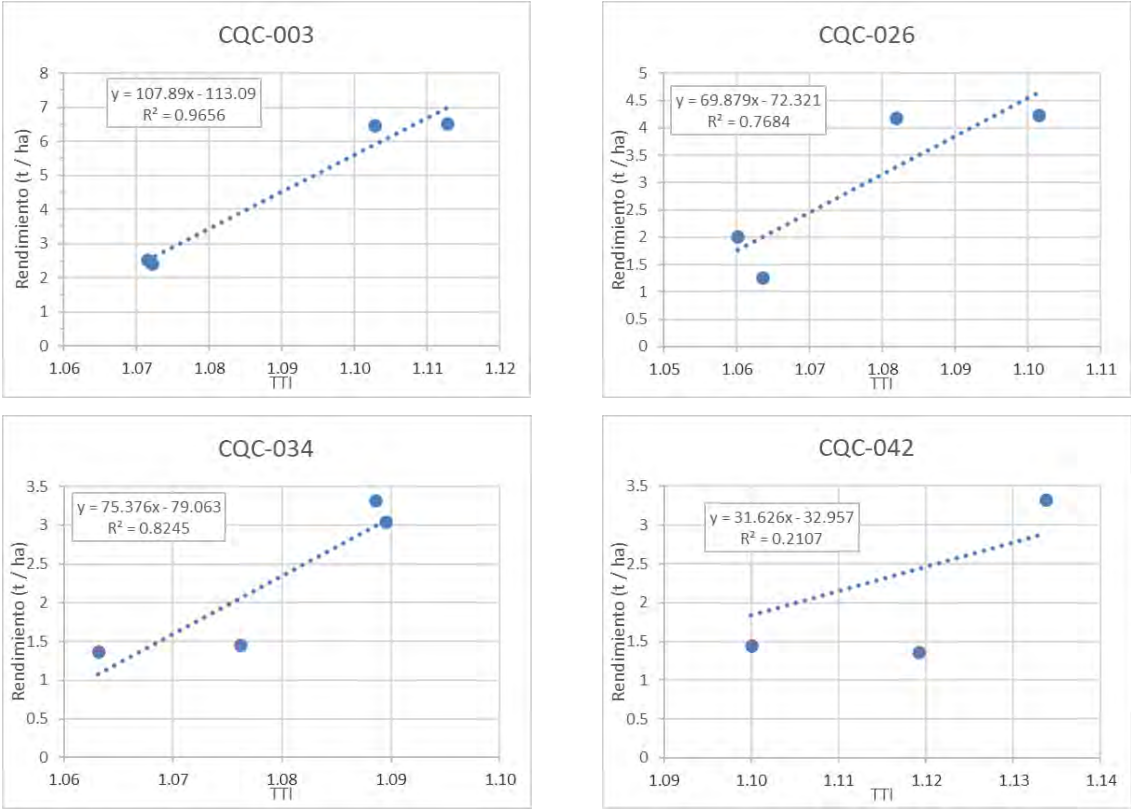 CQC-003
y = 107.89x - 113.09
R² = 0.9656
Rendimiento (t / ha)
8
7
6
5
4
3
2
1
0
1.06 1.07 1.08 1.09 1.10 1.11 1.12
TTI
CQC-026
y = 69.879x - 72.321
R² = 0.7684
Rendimiento (t / ha)
5
4.5
4
3.5
3
2.5
2
1.5
1
0.5
0
1.05 1.06 1.07 1.08 1.09 1.10 1.11
TTI
CQC-034
y = 75.376x - 79.063
R² = 0.8245
Rendimiento (t / ha)
3.5
3
2.5
2
1.5
1
0.5
0
1.06 1.07 1.08 1.09 1.10
TTI
CQC-042
y = 31.626x - 32.957
R² = 0.2107
Rendimiento (t / ha)
3.5
3
2.5
2
1.5
1
0.5
0
1.09 1.10 1.11 1.12 1.13 1.14
TTI